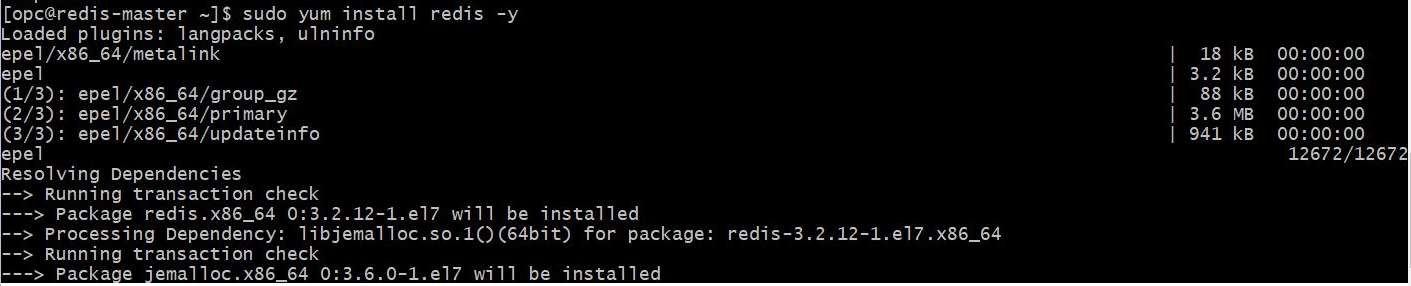 [opc@redis-master ~]$ sudo yum install redis -y
Loaded plugins: langpacks, ulninfo
epel/x86_64/metalink | 18 kB 00:00:00
epel | 3.2 kB 00:00:00
(1/3): epel/x86_64/group_gz | 88 kB 00:00:00
(2/3): epel/x86_64/primary | 3.6 MB 00:00:00
(3/3): epel/x86_64/updateinfo | 941 kB 00:00:00
epel 12672/12672
Resolving Dependencies
--> Running transaction check
---> Package redis.x86_64 0:3.2.12-1.el7 will be installed
--> Processing Dependency: libjemalloc.so.1()(64bit) for package: redis-3.2.12-1.el7.x86_64
--> Running transaction check
---> Package jemalloc.x86_64 0:3.6.0-1.el7 will be installed